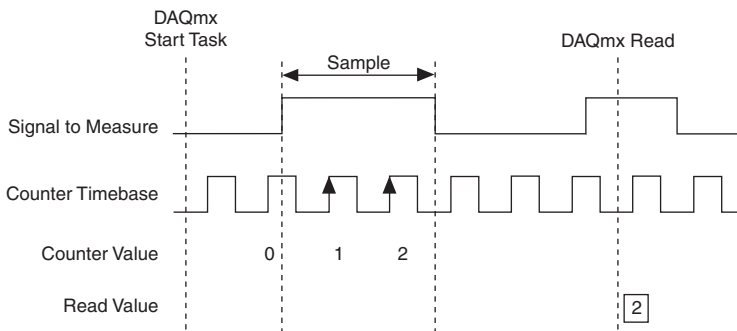 DAQmx
Start Task
DAQmx Read
Sample
Signal to Measure
Counter Timebase
Counter Value 0 1 2
Read Value 2